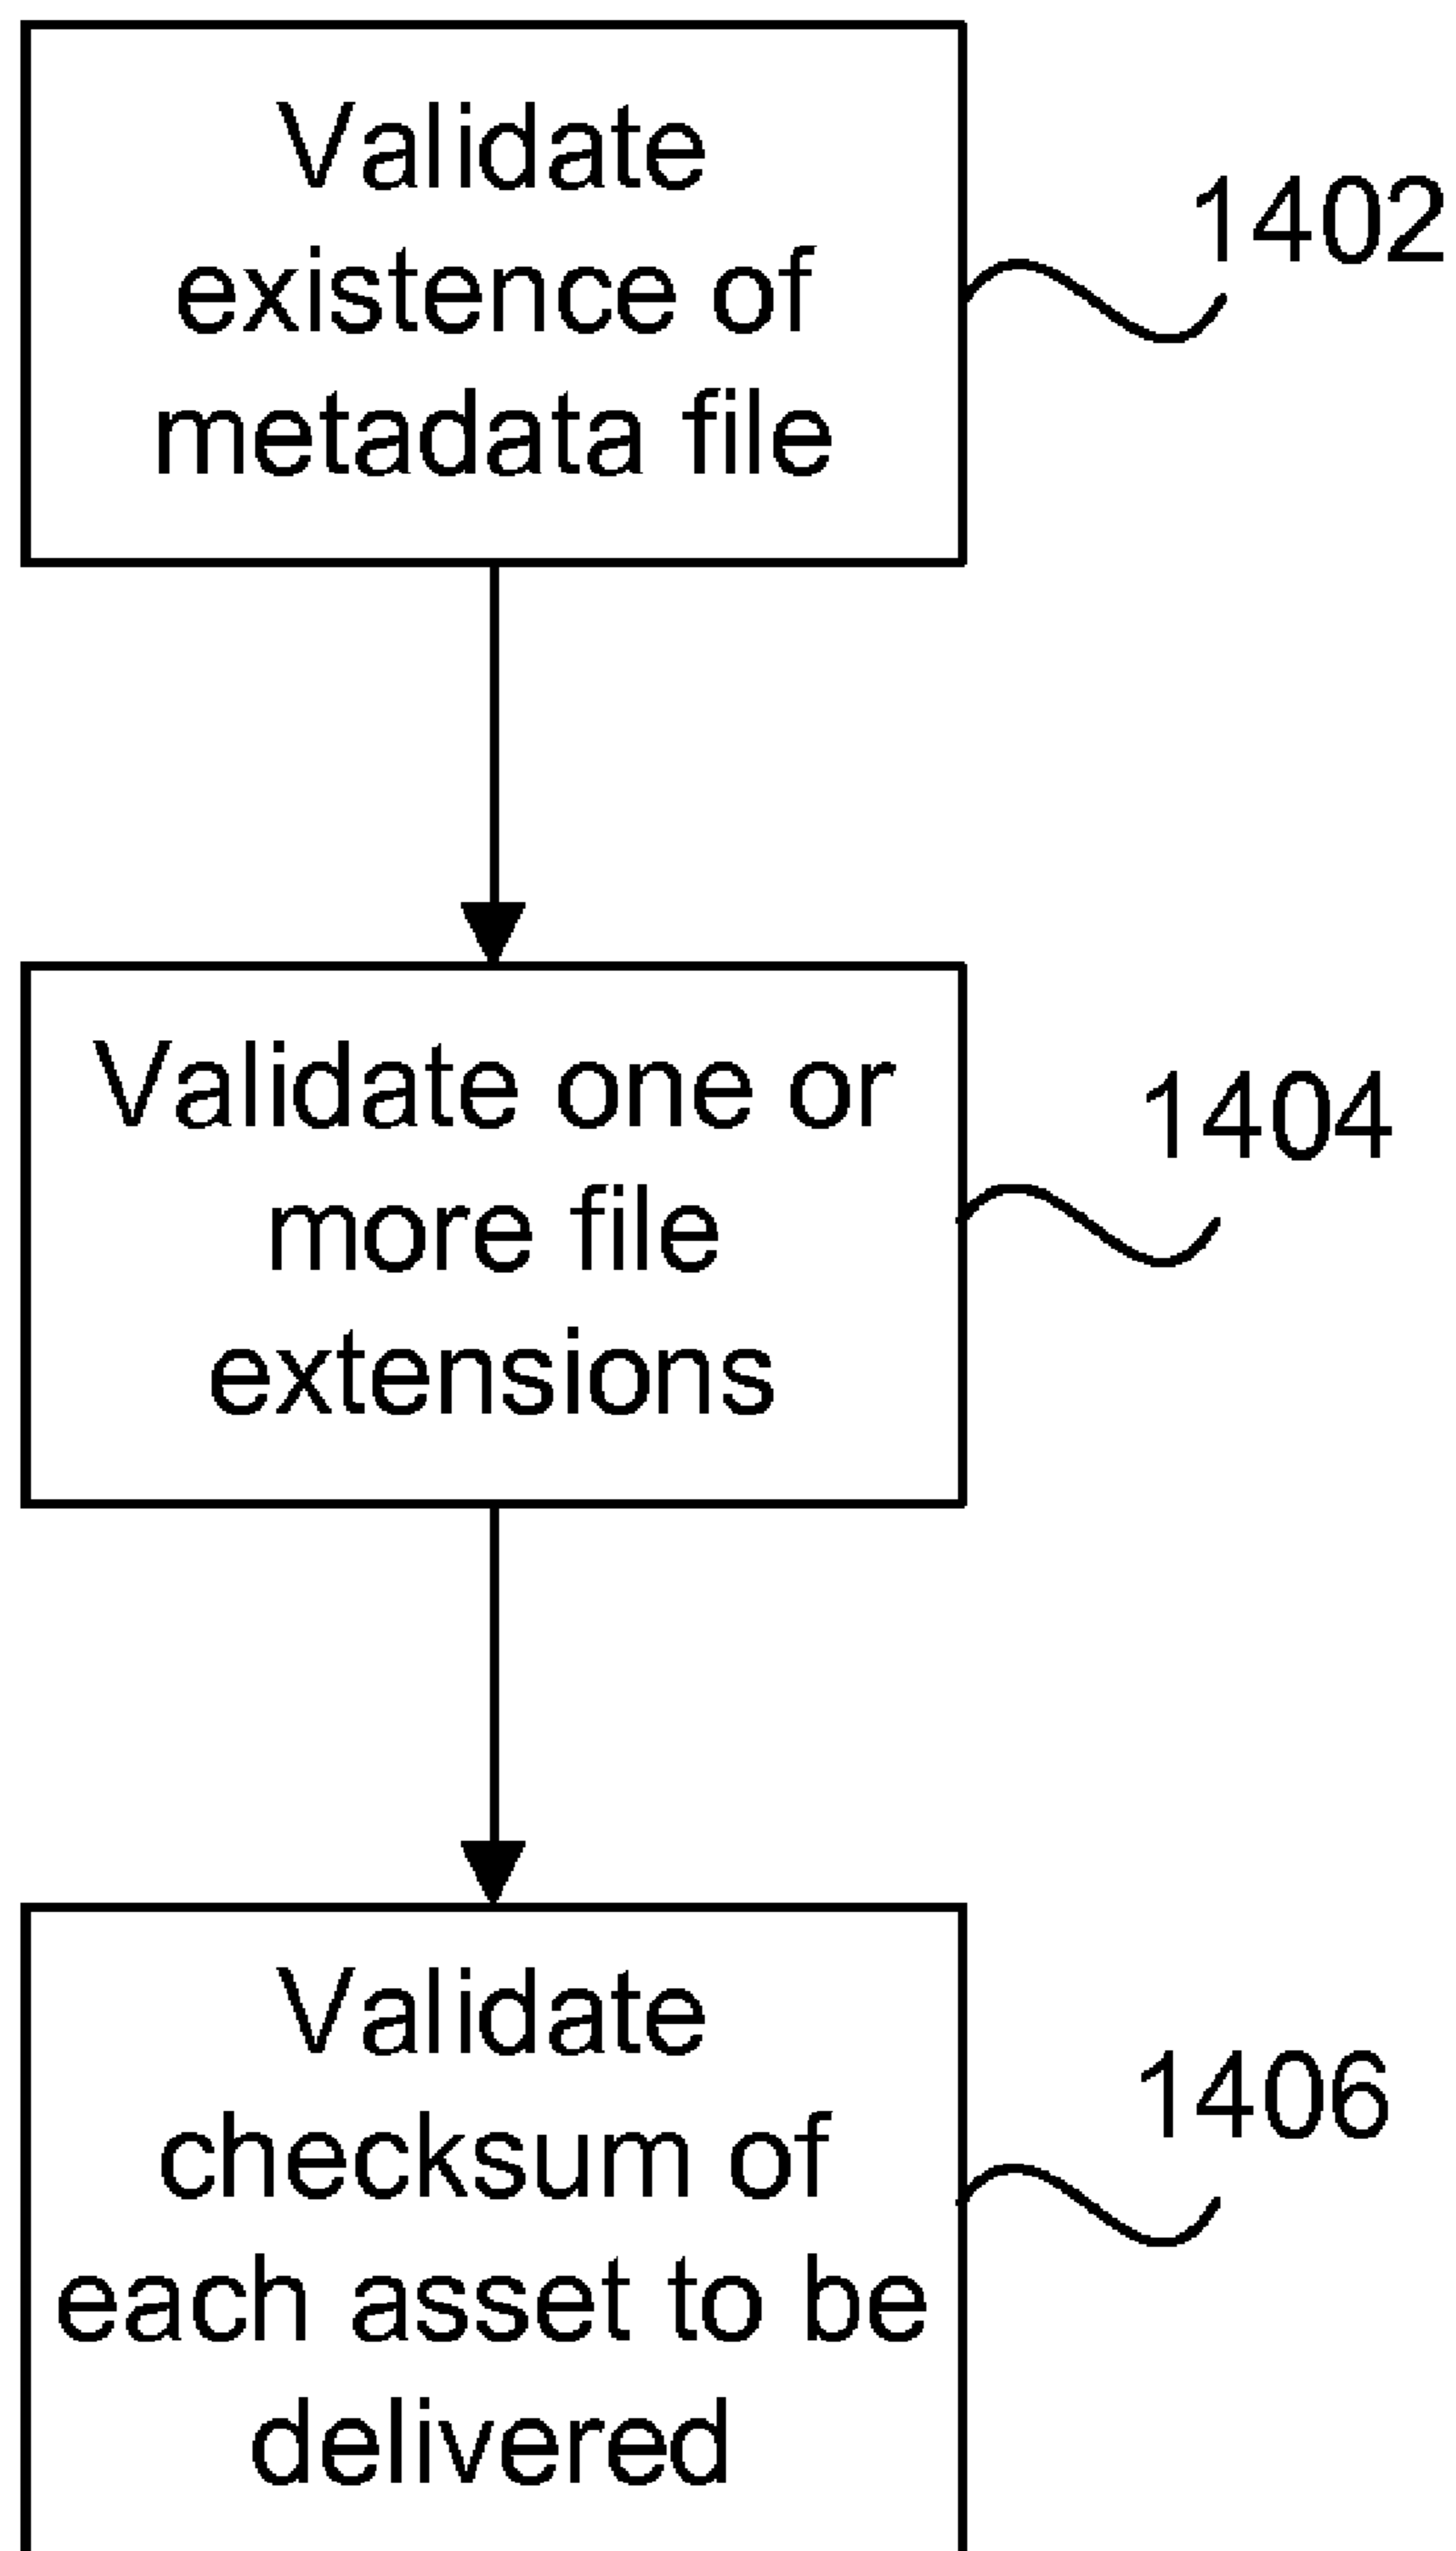 Validate
existence of
metadata file
1402
Validate one or
more file
extensions
1404
Validate
checksum of
each asset to be
delivered
1406